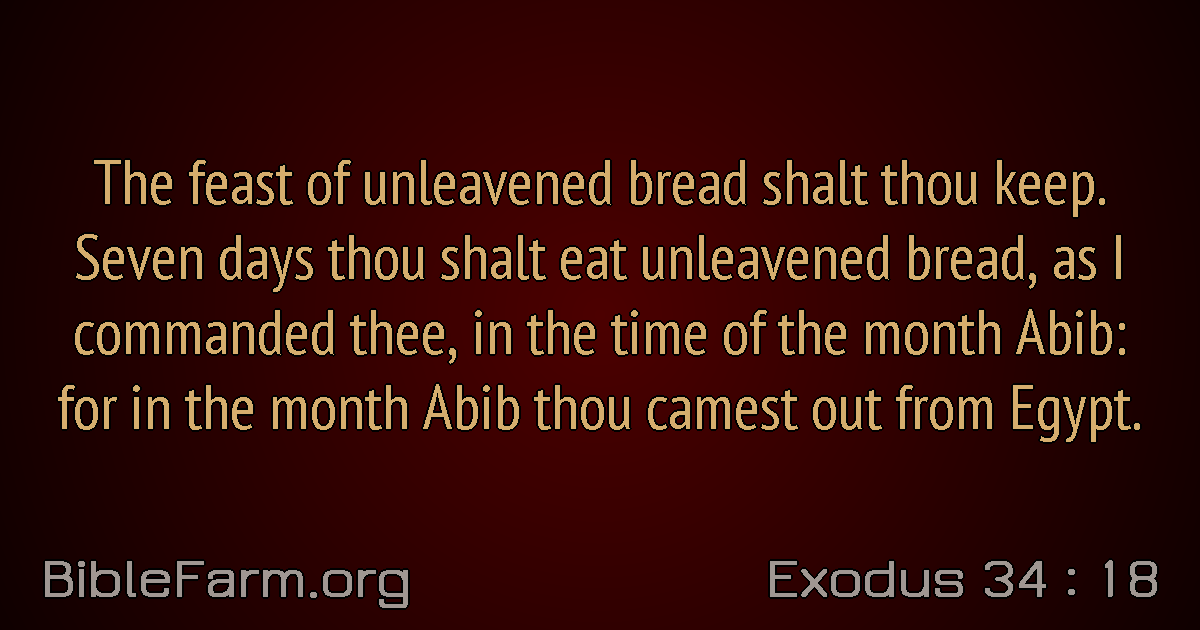 The feast of unleavened bread shalt thou keep.
Seven days thou shalt eat unleavened bread, as I
commanded thee, in the time of the month Abib:
for in the month Abib thou camest out from Egypt.
BibleFarm.org
Exodus 34 : 18